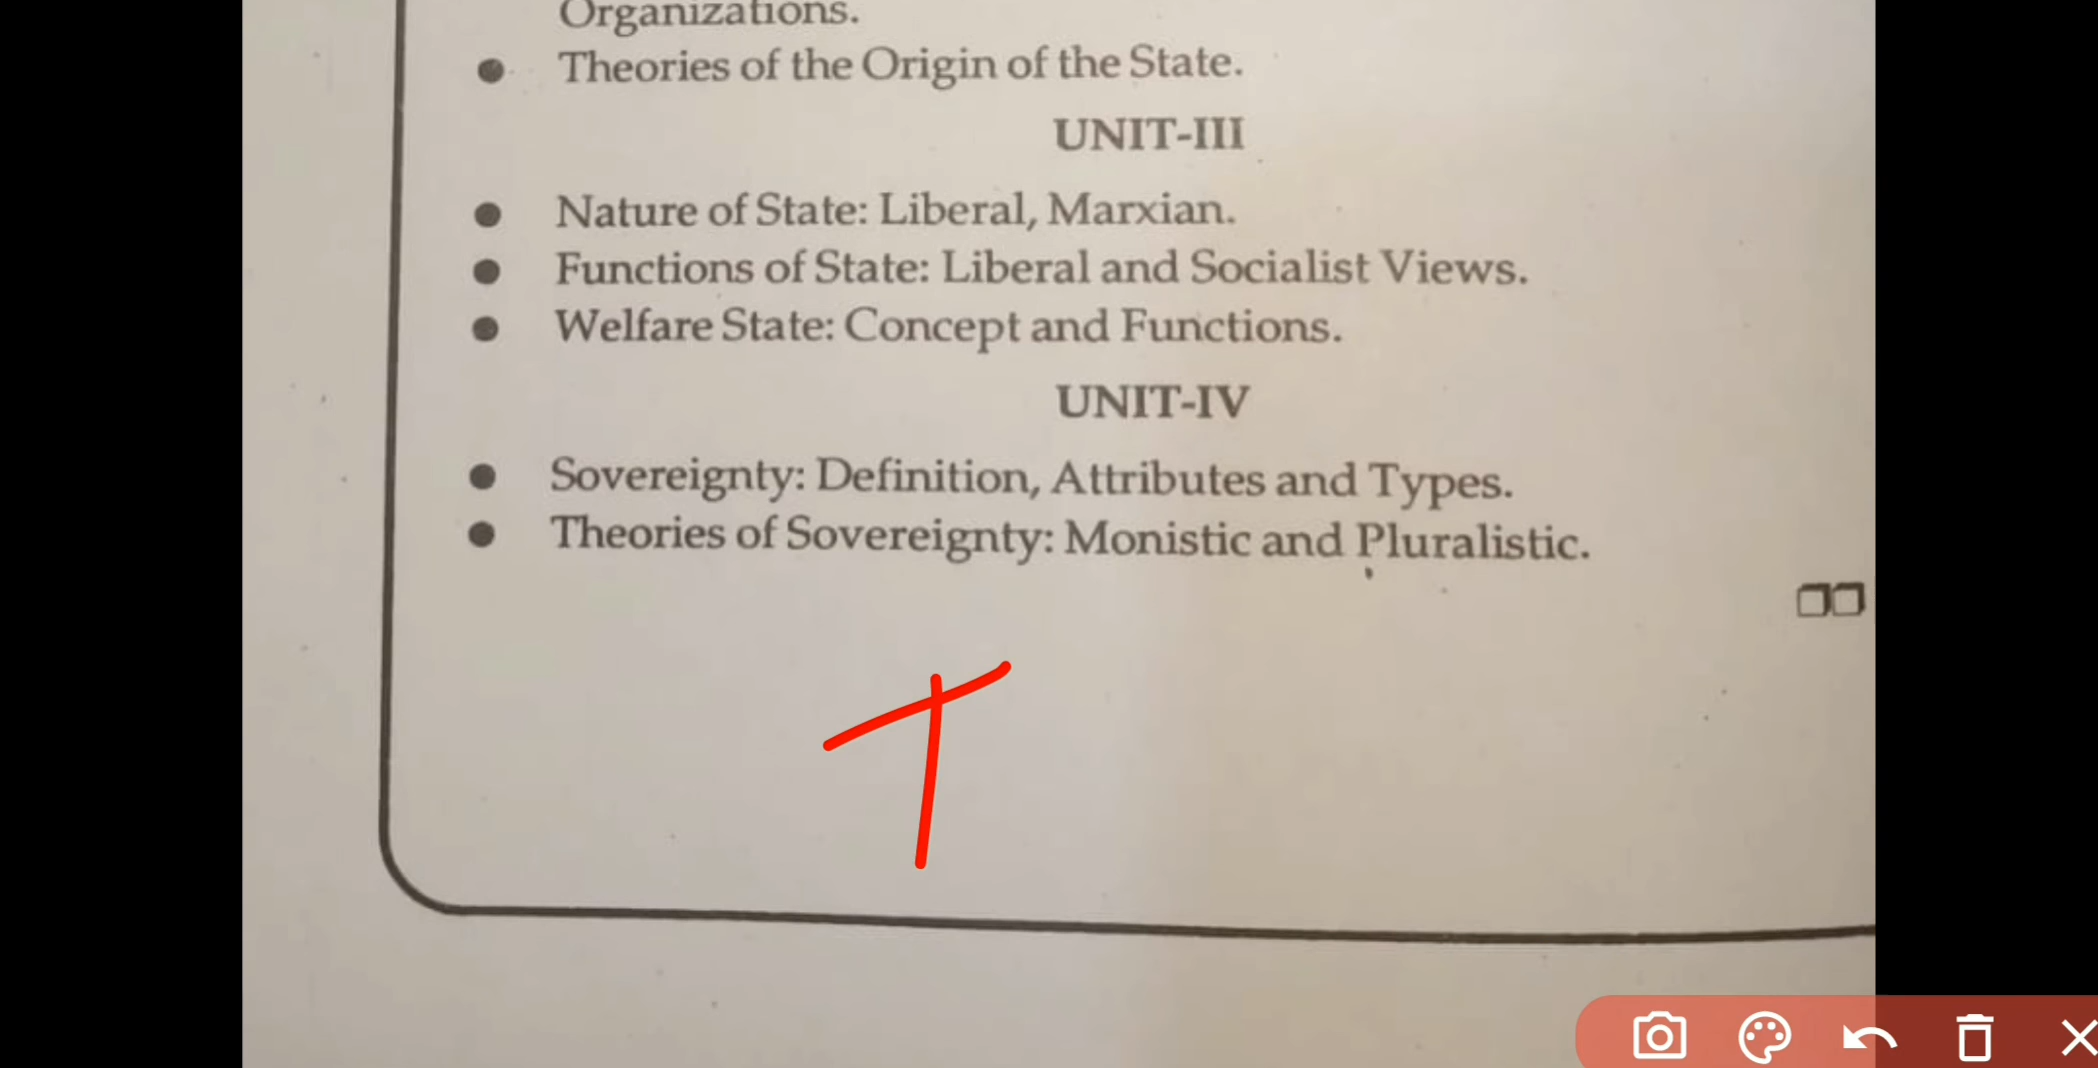 Organizations.
● Theories of the Origin of the State.
UNIT-III
● Nature of State: Liberal, Marxian.
● Functions of State: Liberal and Socialist Views.
● Welfare State: Concept and Functions.
UNIT-IV
● Sovereignty: Definition, Attributes and Types.
● Theories of Sovereignty: Monistic and Pluralistic.